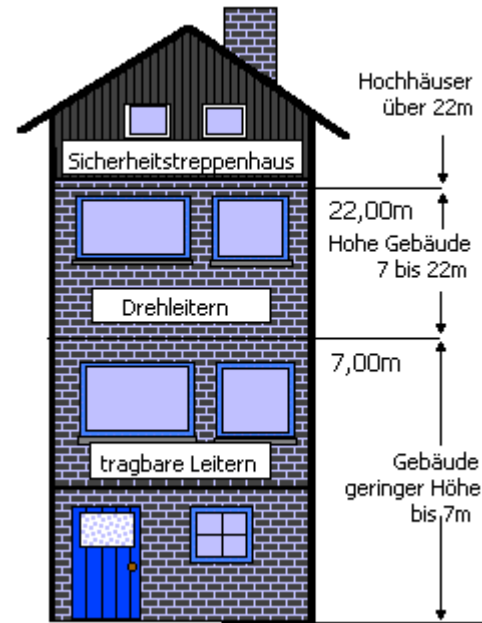 Hochhäuser
über 22m
Sicherheitstreppenhaus
22,00m
Hohe Gebäude
7 bis 22m
Drehleitern
7,00m
tragbare Leitern
Gebäude
geringer Höhe
bis 7m